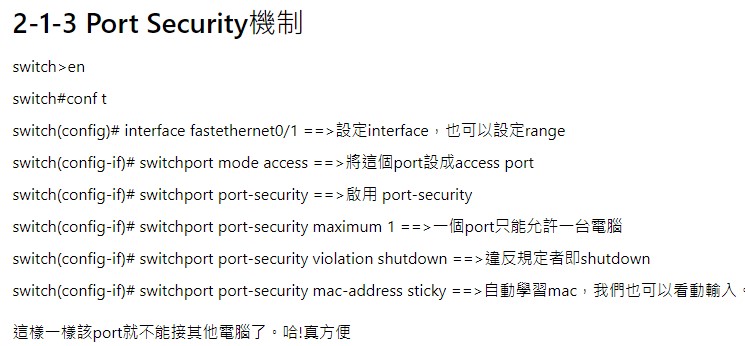 2-1-3 Port Security機制
switch>en
switch#conf t
switch(config)# interface fastethernet0/1 ==>設定interface，也可以設定range
switch(config-if)# switchport mode access ==>將這個port設成access port
switch(config-if)# switchport port-security ==>啟用 port-security
switch(config-if)# switchport port-security maximum 1 ==>一個port只能允許一台電腦
switch(config-if)# switchport port-security violation shutdown ==>違反規定者即shutdown
switch(config-if)# switchport port-security mac-address sticky ==>自動學習mac，我們也可以看動輸入。
這樣一樣該port就不能接其他電腦了。哈!真方便